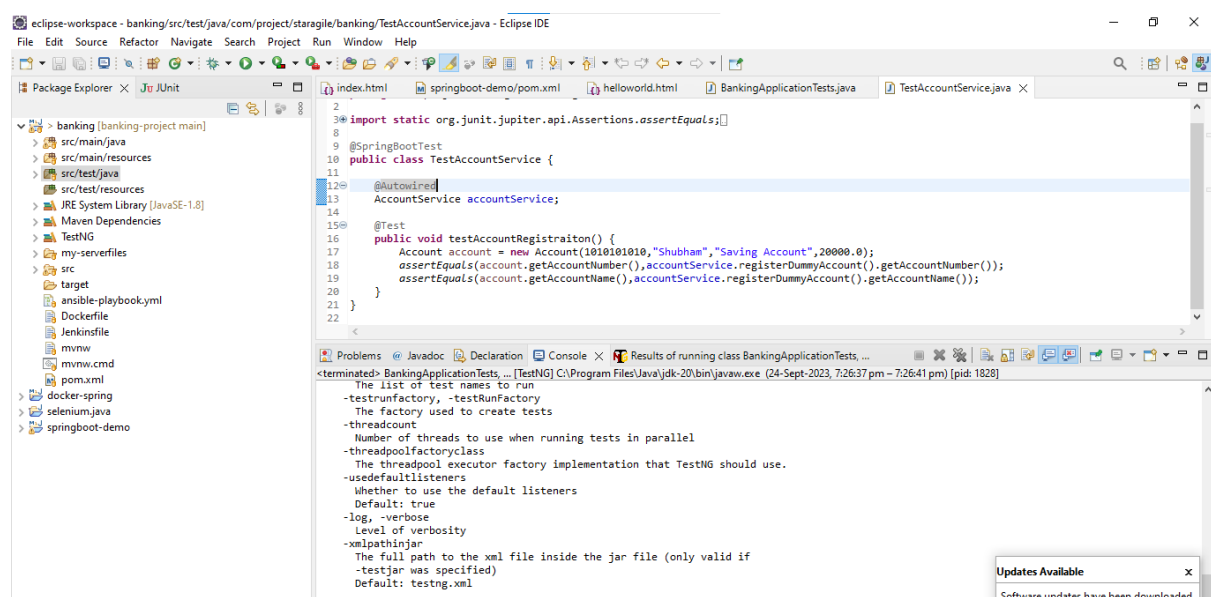 eclipse-workspace - banking/src/test/java/com/project/staragile/banking/TestAccountService.java - Eclipse IDE
File Edit Source Refactor Navigate Search Project Run Window Help
Package Explorer JUnit
> banking [banking-project main]
src/main/java
src/main/resources
src/test/java
src/test/resources
JRE System Library [JavaSE-1.8]
Maven Dependencies
TestNG
my-serverfiles
src
target
ansible-playbook.yml
Dockerfile
Jenkinsfile
mvnw
mvnw.cmd
pom.xml
docker-spring
selenium.java
springboot-demo
index.html springboot-demo/pom.xml helloworld.html BankingApplicationTests.java TestAccountService.java
2
3 import static org.junit.jupiter.api.Assertions.assertEquals;
8
9 @SpringBootTest
10 public class TestAccountService {
11
12 @Autowired
13 AccountService accountService;
14
15 @Test
16 public void testAccountRegistraiton() {
17 Account account = new Account(1010101010,"Shubham","Saving Account",20000.0);
18 assertEquals(account.getAccountNumber(),accountService.registerDummyAccount().getAccountNumber());
19 assertEquals(account.getAccountName(),accountService.registerDummyAccount().getAccountName());
20 }
21 }
22
Problems @ Javadoc Declaration Console Results of running class BankingApplicationTests, ...
<terminated> BankingApplicationTests, ... [TestNG] C:\Program Files\Java\jdk-20\bin\javaw.exe (24-Sept-2023, 7:26:37 pm – 7:26:41 pm) [pid: 1828]
The list of test names to run
-testrunfactory, -testRunFactory
The factory used to create tests
-threadcount
Number of threads to use when running tests in parallel
-threadpoolfactoryclass
The threadpool executor factory implementation that TestNG should use.
-usedefaultlisteners
Whether to use the default listeners
Default: true
-log, -verbose
Level of verbosity
-xmlpathinjar
The full path to the xml file inside the jar file (only valid if
-testjar was specified)
Default: testng.xml
Updates Available x
Software updates have been downloaded